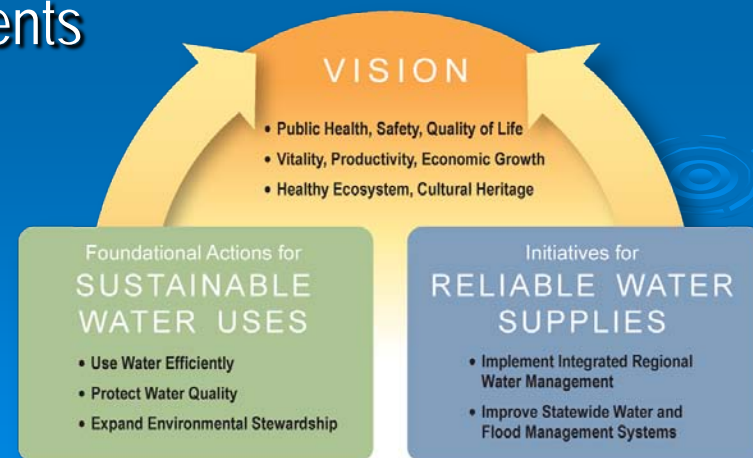 VISION
• Public Health, Safety, Quality of Life
• Vitality, Productivity, Economic Growth
• Healthy Ecosystem, Cultural Heritage
Foundational Actions for
SUSTAINABLE
WATER USES
• Use Water Efficiently
• Protect Water Quality
• Expand Environmental Stewardship
Initiatives for
RELIABLE WATER
SUPPLIES
• Implement Integrated Regional
Water Management
• Improve Statewide Water and
Flood Management Systems